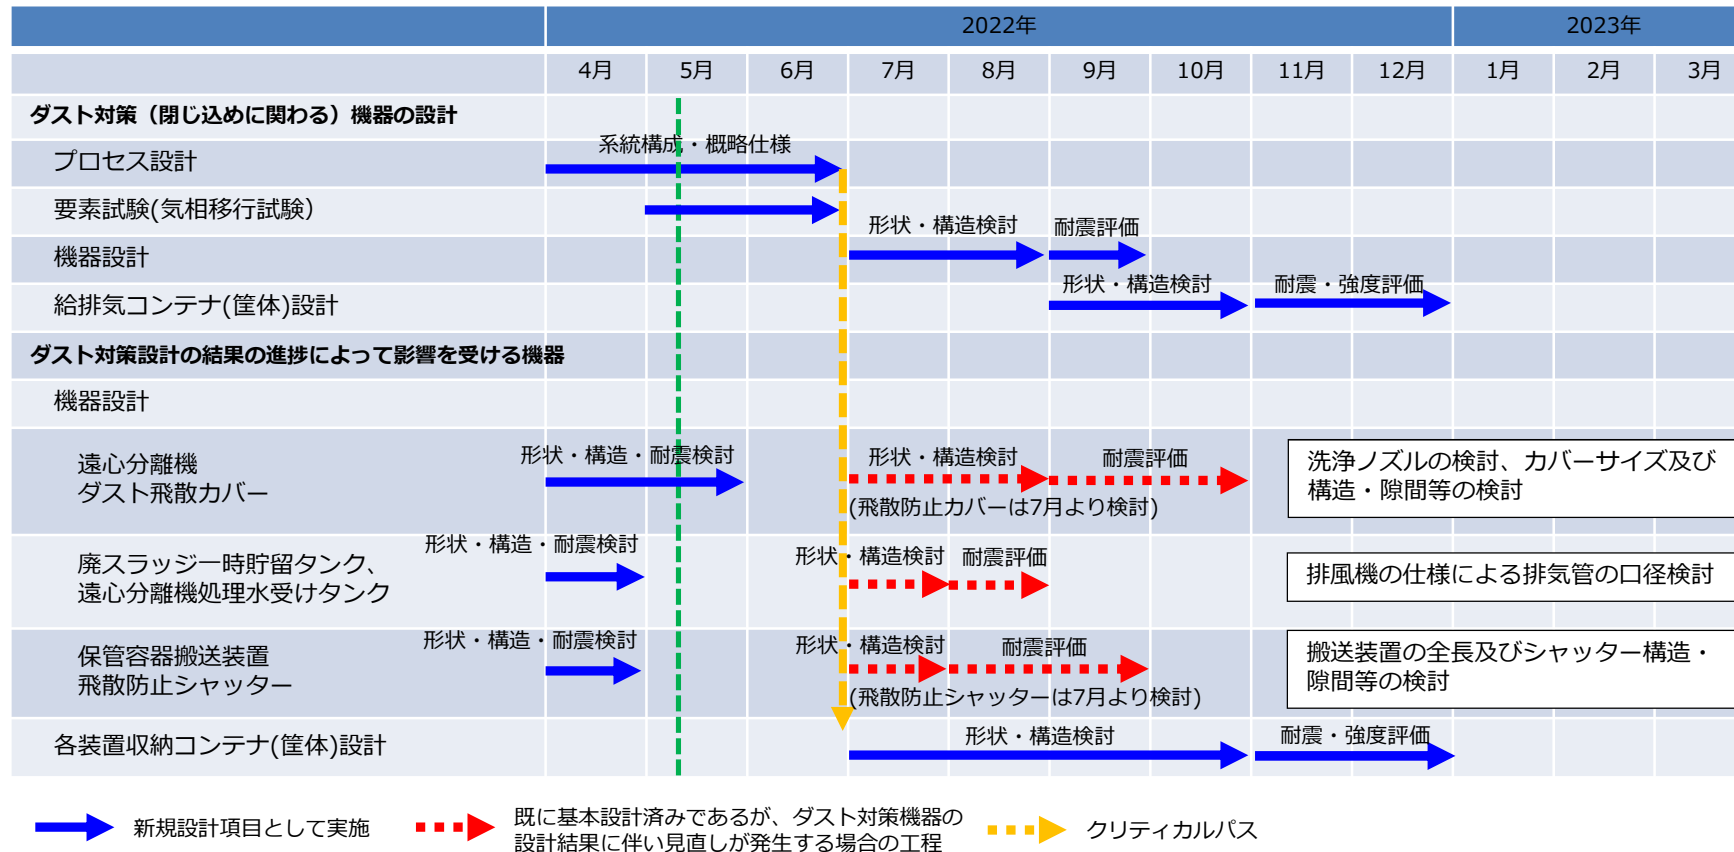 2022年 2023年
4月 5月 6月 7月 8月 9月 10月 11月 12月 1月 2月 3月
ダスト対策（閉じ込めに関わる）機器の設計
系統構成・概略仕様
プロセス設計
要素試験(気相移行試験）
形状・構造検討 耐震評価
機器設計
形状・構造検討 耐震・強度評価
給排気コンテナ(筐体)設計
ダスト対策設計の結果の進捗によって影響を受ける機器
機器設計
形状・構造・耐震検討 形状・構造検討 耐震評価
遠心分離機
ダスト飛散カバー
(飛散防止カバーは7月より検討)
洗浄ノズルの検討、カバーサイズ及び
構造・隙間等の検討
形状・構造・耐震検討 形状・構造検討 耐震評価
廃スラッジ一時貯留タンク、
遠心分離機処理水受けタンク
排風機の仕様による排気管の口径検討
形状・構造・耐震検討 形状・構造検討 耐震評価
保管容器搬送装置
飛散防止シャッター
(飛散防止シャッターは7月より検討)
搬送装置の全長及びシャッター構造・
隙間等の検討
形状・構造検討 耐震・強度評価
各装置収納コンテナ(筐体)設計
新規設計項目として実施
既に基本設計済みであるが、ダスト対策機器の
設計結果に伴い見直しが発生する場合の工程
クリティカルパス